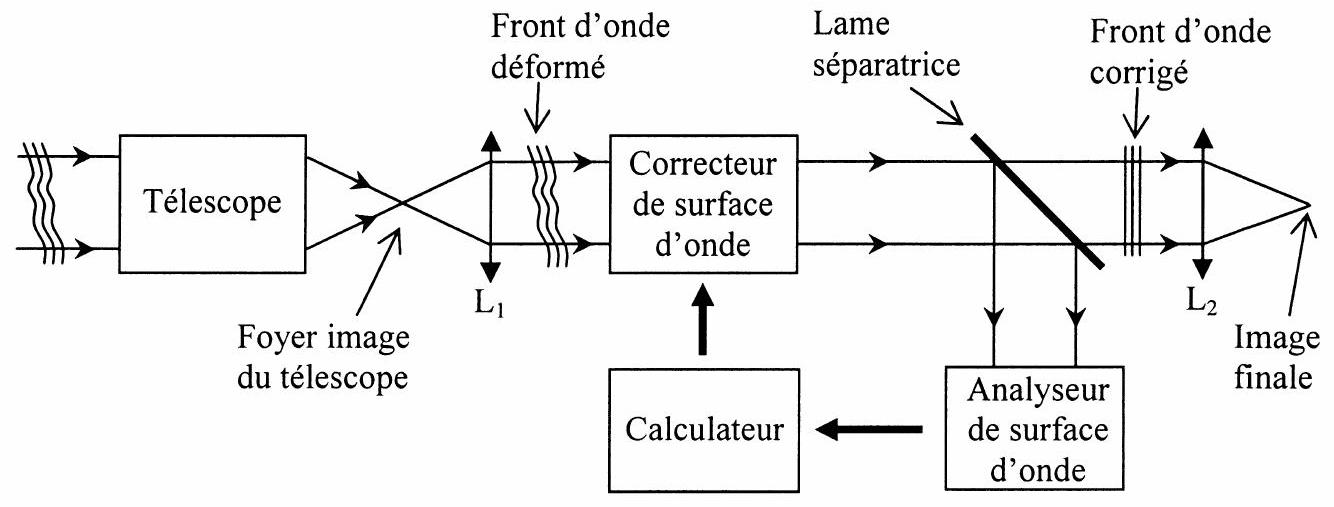 Front d'onde
déformé
Lame
séparatrice
Front d'onde
corrigé
Télescope
Correcteur
de surface
d'onde
L1
L2
Foyer image
du télescope
Image
finale
Calculateur
Analyseur
de surface
d'onde